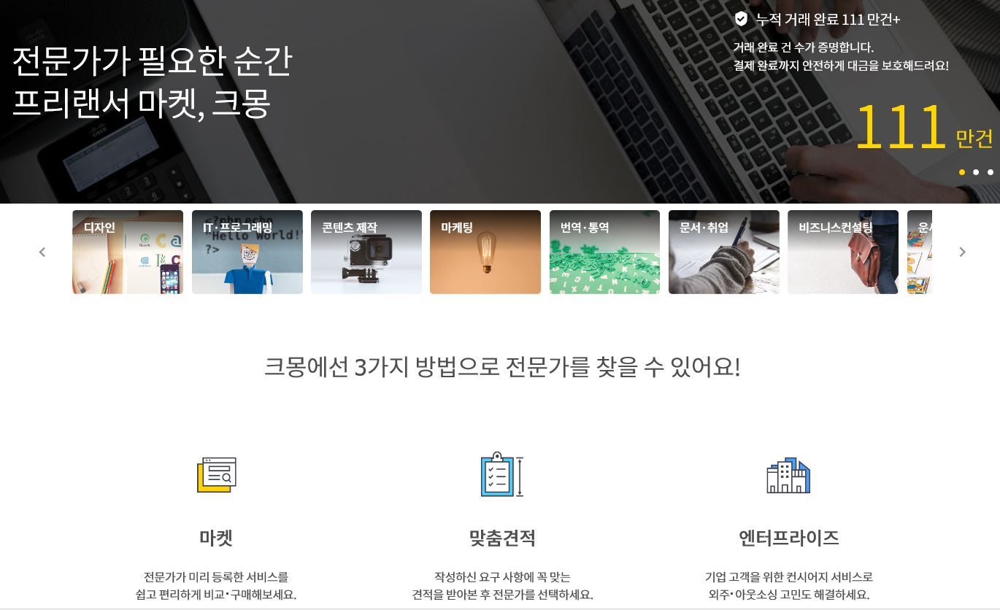 전문가가 필요한 순간
프리랜서 마켓, 크몽
누적 거래 완료 111 만건+
거래 완료 건 수가 증명합니다.
결제 완료까지 안전하게 대금을 보호해드려요!
111 만건
CISCO
1 2 3
디자인
Quark
IT·프로그래밍
<?php echo
"Hello World!"
?>
콘텐츠 제작
마케팅
번역·통역
문서·취업
비즈니스컨설팅
크몽에선 3가지 방법으로 전문가를 찾을 수 있어요!
마켓
전문가가 미리 등록한 서비스를
쉽고 편리하게 비교·구매해보세요.
맞춤견적
작성하신 요구 사항에 꼭 맞는
견적을 받아본 후 전문가를 선택하세요.
엔터프라이즈
기업 고객을 위한 컨시어지 서비스로
외주·아웃소싱 고민도 해결하세요.